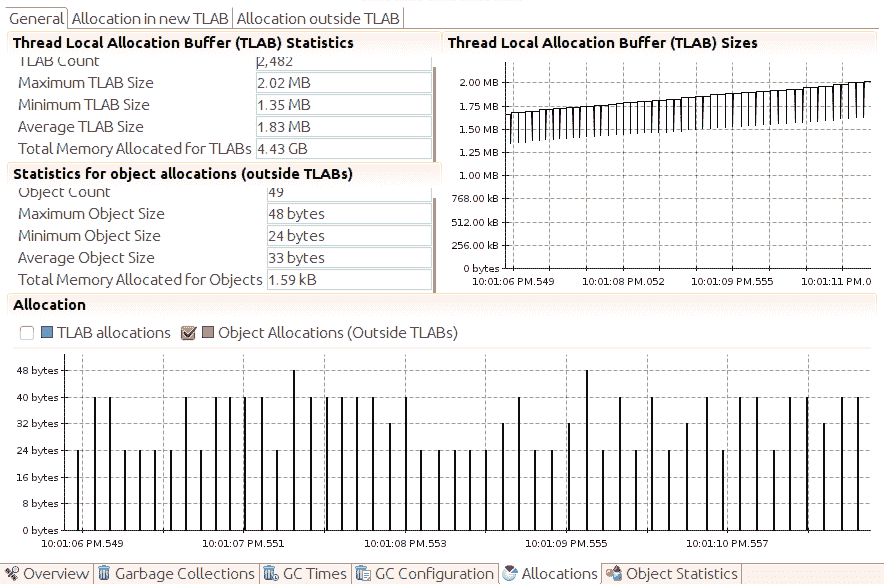 General Allocation in new TLAB Allocation outside TLAB
Thread Local Allocation Buffer (TLAB) Statistics
TLAB Count 2,482
Maximum TLAB Size 2.02 MB
Minimum TLAB Size 1.35 MB
Average TLAB Size 1.83 MB
Total Memory Allocated for TLABs 4.43 GB
Statistics for object allocations (outside TLABs)
Object Count 49
Maximum Object Size 48 bytes
Minimum Object Size 24 bytes
Average Object Size 33 bytes
Total Memory Allocated for Objects 1.59 kB
Thread Local Allocation Buffer (TLAB) Sizes
2.00 MB
1.75 MB
1.50 MB
1.25 MB
1.00 MB
768.00 kB
512.00 kB
256.00 kB
0 bytes
10:01:06 PM.549 10:01:08 PM.052 10:01:09 PM.555 10:01:11 PM.0
Allocation
TLAB allocations Object Allocations (Outside TLABs)
48 bytes
40 bytes
32 bytes
24 bytes
16 bytes
8 bytes
0 bytes
10:01:06 PM.549 10:01:07 PM.551 10:01:08 PM.553 10:01:09 PM.555 10:01:10 PM.557
Overview Garbage Collections GC Times GC Configuration Allocations Object Statistics